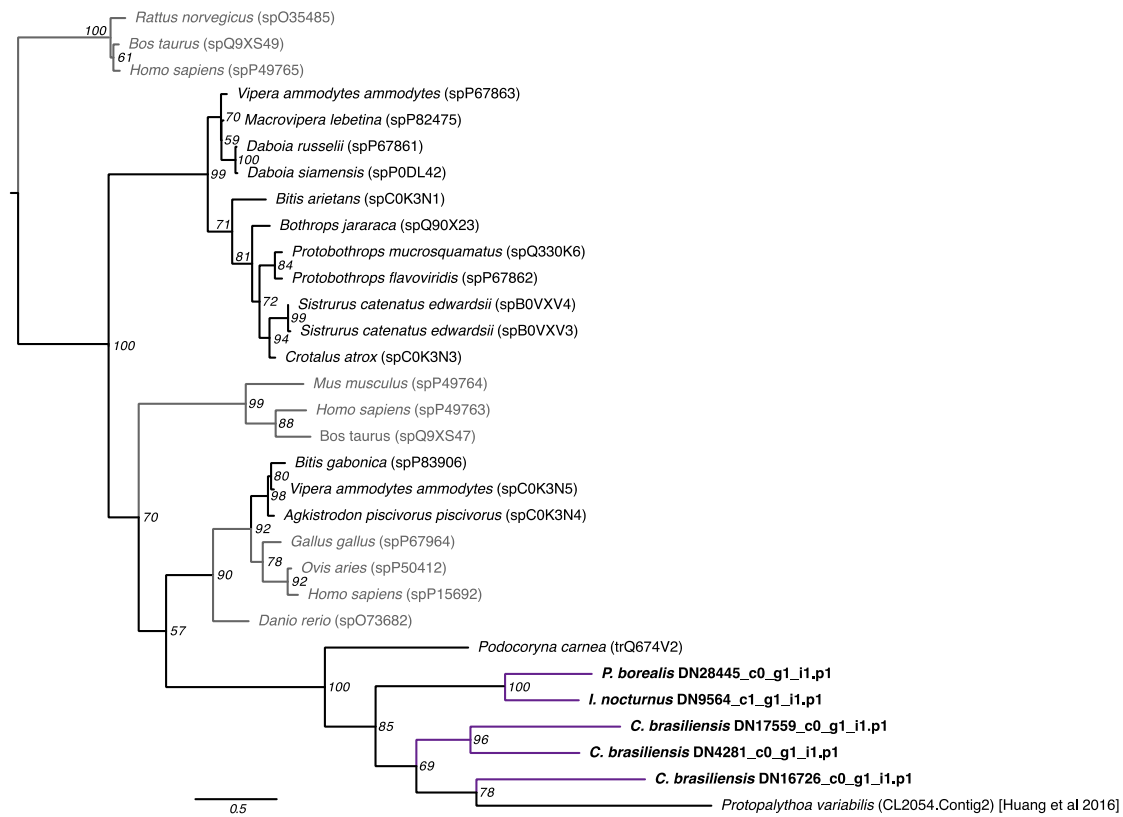 Rattus norvegicus (spO35485)
100
Bos taurus (spQ9XS49)
61
Homo sapiens (spP49765)
Vipera ammodytes ammodytes (spP67863)
70
Macrovipera lebetina (spP82475)
59
Daboia russelii (spP67861)
100
Daboia siamensis (spP0DL42)
99
Bitis arietans (spC0K3N1)
71
Bothrops jararaca (spQ90X23)
81
Protobothrops mucrosquamatus (spQ330K6)
84
Protobothrops flavoviridis (spP67862)
72
Sistrurus catenatus edwardsii (spB0VXV4)
99
Sistrurus catenatus edwardsii (spB0VXV3)
94
Crotalus atrox (spC0K3N3)
100
Mus musculus (spP49764)
99
Homo sapiens (spP49763)
88
Bos taurus (spQ9XS47)
Bitis gabonica (spP83906)
80
Vipera ammodytes ammodytes (spC0K3N5)
98
Agkistrodon piscivorus piscivorus (spC0K3N4)
70
92
Gallus gallus (spP67964)
78
Ovis aries (spP50412)
92
90
Homo sapiens (spP15692)
Danio rerio (spO73682)
57
Podocoryna carnea (trQ674V2)
P. borealis DN28445_c0_g1_i1.p1
100
100
I. nocturnus DN9564_c1_g1_i1.p1
85
C. brasiliensis DN17559_c0_g1_i1.p1
96
C. brasiliensis DN4281_c0_g1_i1.p1
69
C. brasiliensis DN16726_c0_g1_i1.p1
78
Protopalythoa variabilis (CL2054.Contig2) [Huang et al 2016]
0.5